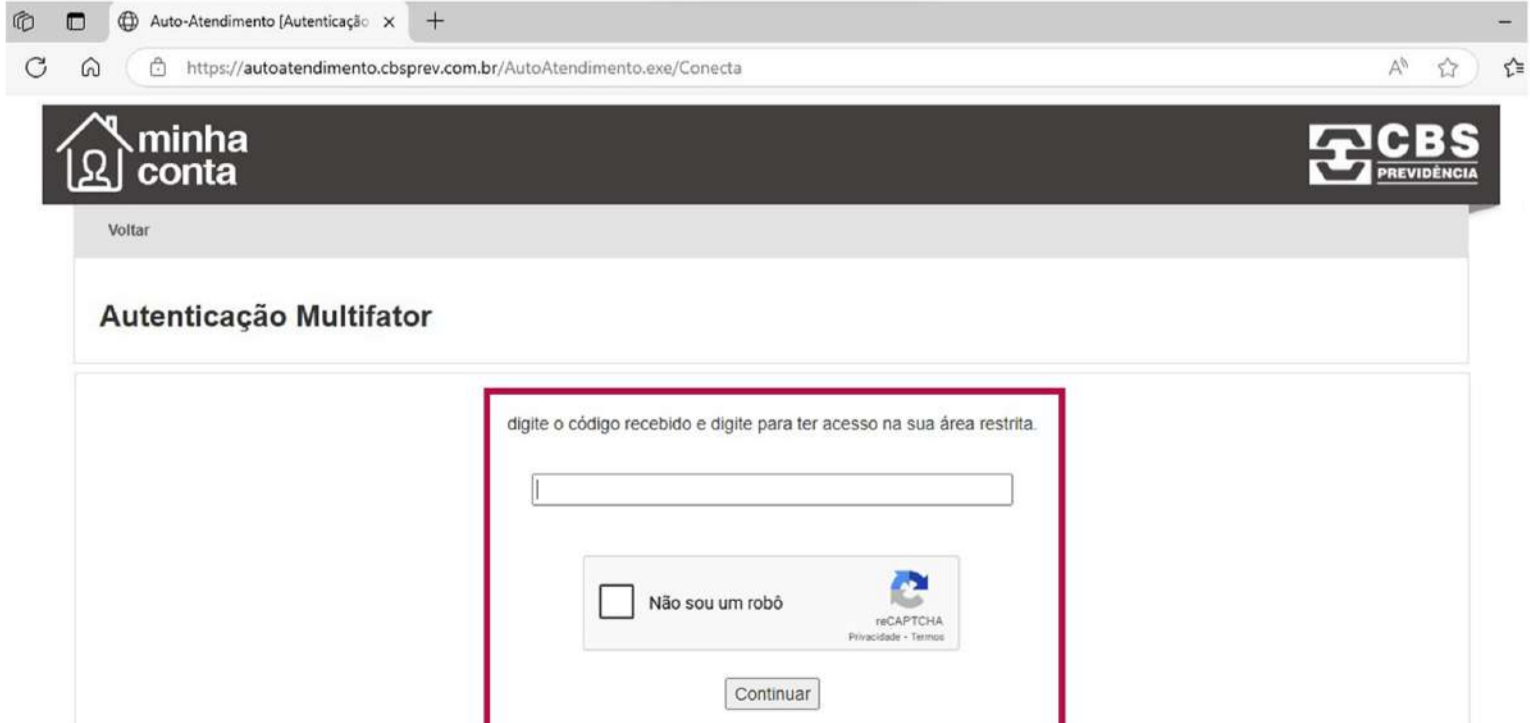 Auto-Atendimento [Autenticação
https://autoatendimento.cbsprev.com.br/AutoAtendimento.exe/Conecta
minha
conta
CBS
PREVIDÊNCIA
Voltar
Autenticação Multifator
digite o código recebido e digite para ter acesso na sua área restrita.
Não sou um robô
reCAPTCHA
Privacidade - Termos
Continuar